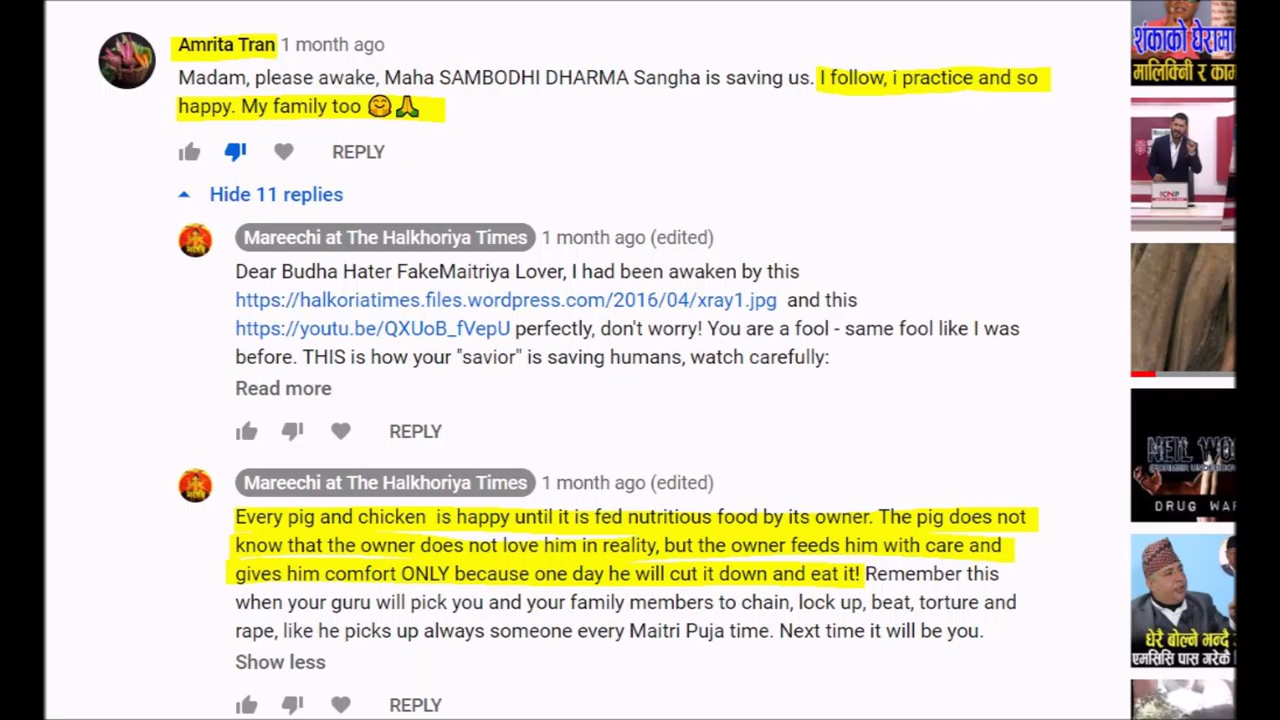 Amrita Tran 1 month ago
Madam, please awake, Maha SAMBODHI DHARMA Sangha is saving us. I follow, i practice and so
happy. My family too 🤗🙏
REPLY
Hide 11 replies
Mareechi at The Halkhoriya Times 1 month ago (edited)
Dear Budha Hater FakeMaitriya Lover, I had been awaken by this
https://halkoriatimes.files.wordpress.com/2016/04/xray1.jpg and this
https://youtu.be/QXUoB_fVepU perfectly, don't worry! You are a fool - same fool like I was
before. THIS is how your "savior" is saving humans, watch carefully:
Read more
REPLY
Mareechi at The Halkhoriya Times 1 month ago (edited)
Every pig and chicken is happy until it is fed nutritious food by its owner. The pig does not
know that the owner does not love him in reality, but the owner feeds him with care and
gives him comfort ONLY because one day he will cut it down and eat it! Remember this
when your guru will pick you and your family members to chain, lock up, beat, torture and
rape, like he picks up always someone every Maitri Puja time. Next time it will be you.
Show less
REPLY
शंकाको घेरामा
मालिक्नी र काम
NEIL WO
DRUG WAR
धेरै बोल्ने भन्दै
एमसिसि पास गरेकै